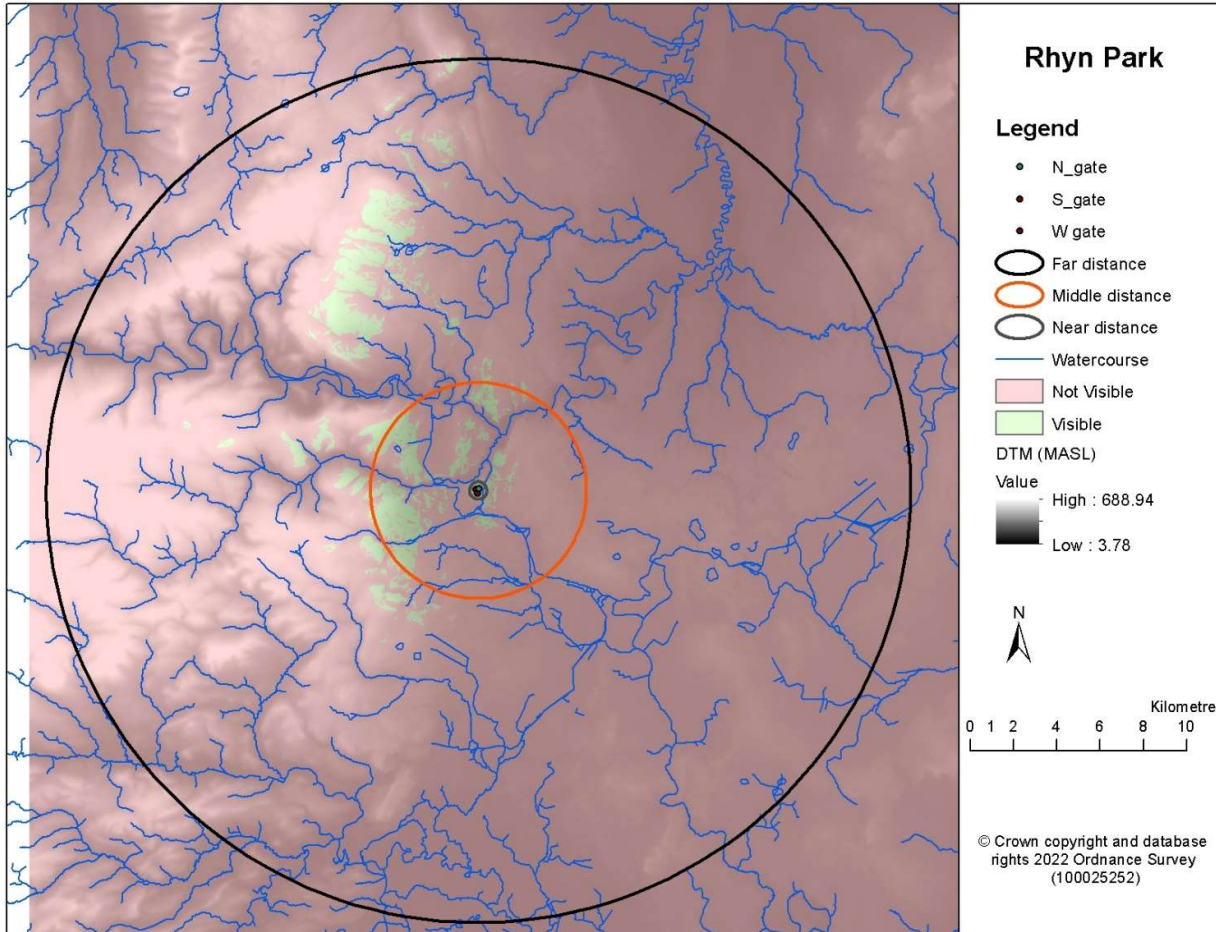 Rhyn Park
Legend
N_gate
S_gate
W gate
Far distance
Middle distance
Near distance
Watercourse
Not Visible
Visible
DTM (MASL)
Value
High : 688.94
Low : 3.78
N
Kilometre
0 1 2 4 6 8 10
© Crown copyright and database
rights 2022 Ordnance Survey
(100025252)